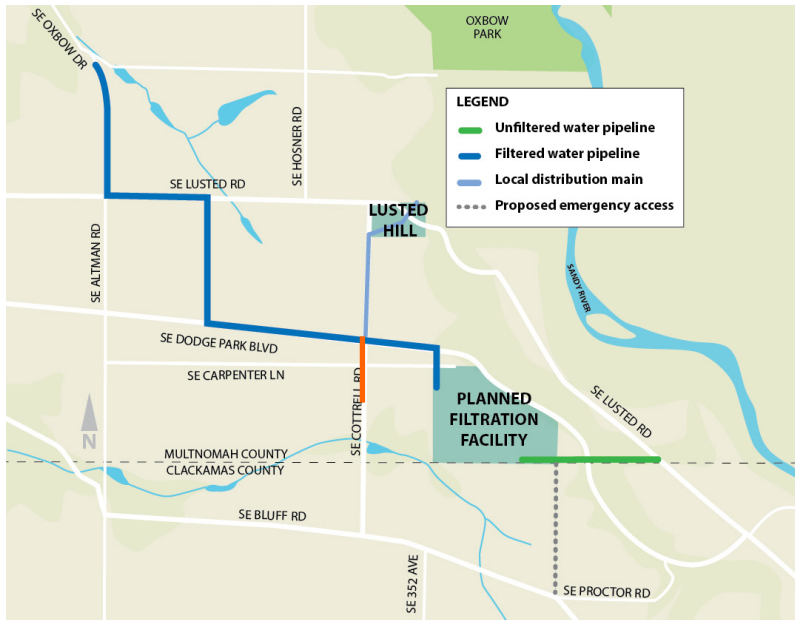 SE OXBOW DR
OXBOW
PARK
LEGEND
Unfiltered water pipeline
Filtered water pipeline
Local distribution main
Proposed emergency access
SE HOSNER RD
SE LUSTED RD
LUSTED
HILL
SE ALTMAN RD
SANDY RIVER
SE DODGE PARK BLVD
SE CARPENTER LN
SE COTTRELL RD
PLANNED
FILTRATION
FACILITY
SE LUSTED RD
N
MULTNOMAH COUNTY
CLACKAMAS COUNTY
SE BLUFF RD
SE 352 AVE
SE PROCTOR RD